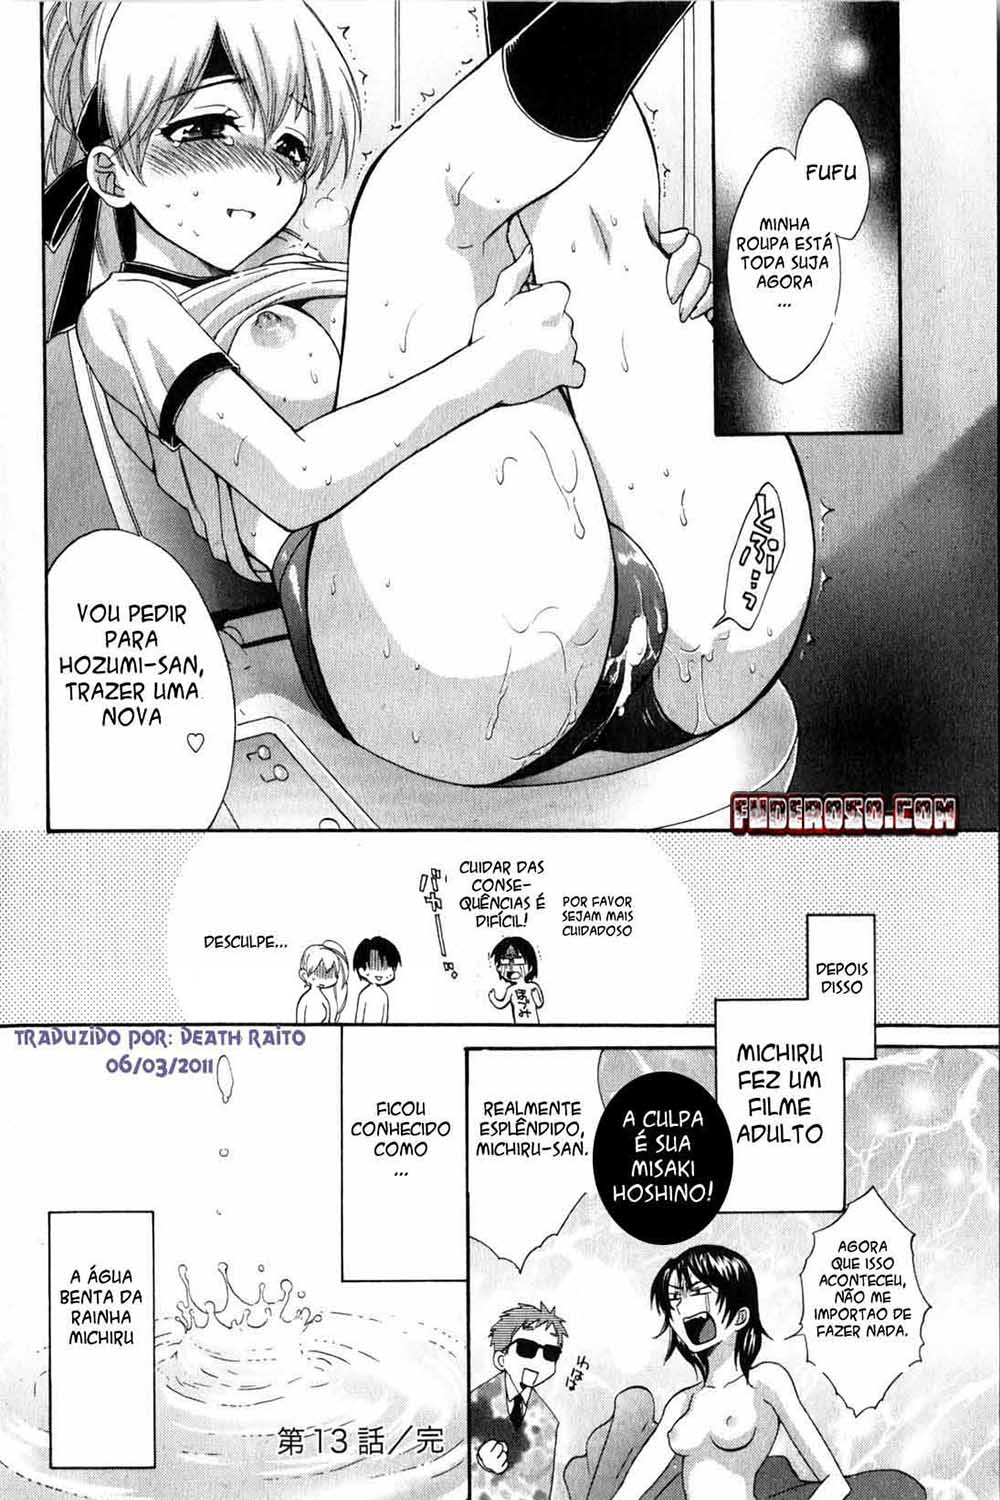 FUFU
MINHA
ROUPA ESTÁ
TODA SUJA
AGORA
...
とぷ…っ
VOU PEDIR
PARA
HOZUMI-SAN,
TRAZER UMA
NOVA
♡
FUDEROSO.COM
CUIDAR DAS
CONSE-
QUÊNCIAS É
DIFÍCIL!
POR FAVOR
SEJAM MAIS
CUIDADOSO
DESCULPE...
DEPOIS
DISSO
MICHIRU
FEZ UM
FILME
ADULTO
TRADUZIDO POR: DEATH RAITO
06/03/2011
A CULPA
É SUA
MISAKI
HOSHINO!
REALMENTE
ESPLÊNDIDO,
MICHIRU-SAN.
AGORA
QUE ISSO
ACONTECEU,
NÃO ME
IMPORTAO DE
FAZER NADA.
FICOU
CONHECIDO
COMO
...
A ÁGUA
BENTA DA
RAINHA
MICHIRU
第13話/完